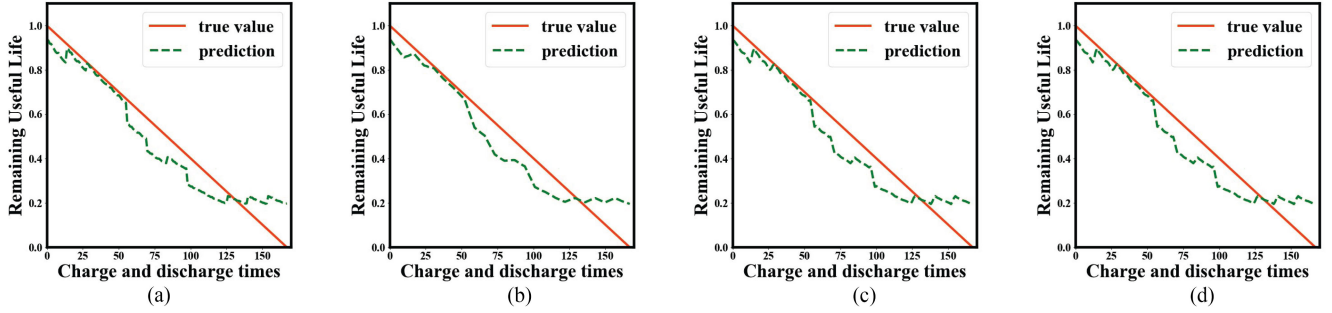 Remaining Useful Life
1.0
0.8
0.6
0.4
0.2
0.0
true value
prediction
0 25 50 75 100 125 150
Charge and discharge times
(a)
Remaining Useful Life
1.0
0.8
0.6
0.4
0.2
0.0
true value
prediction
0 25 50 75 100 125 150
Charge and discharge times
(b)
Remaining Useful Life
1.0
0.8
0.6
0.4
0.2
0.0
true value
prediction
0 25 50 75 100 125 150
Charge and discharge times
(c)
Remaining Useful Life
1.0
0.8
0.6
0.4
0.2
0.0
true value
prediction
0 25 50 75 100 125 150
Charge and discharge times
(d)